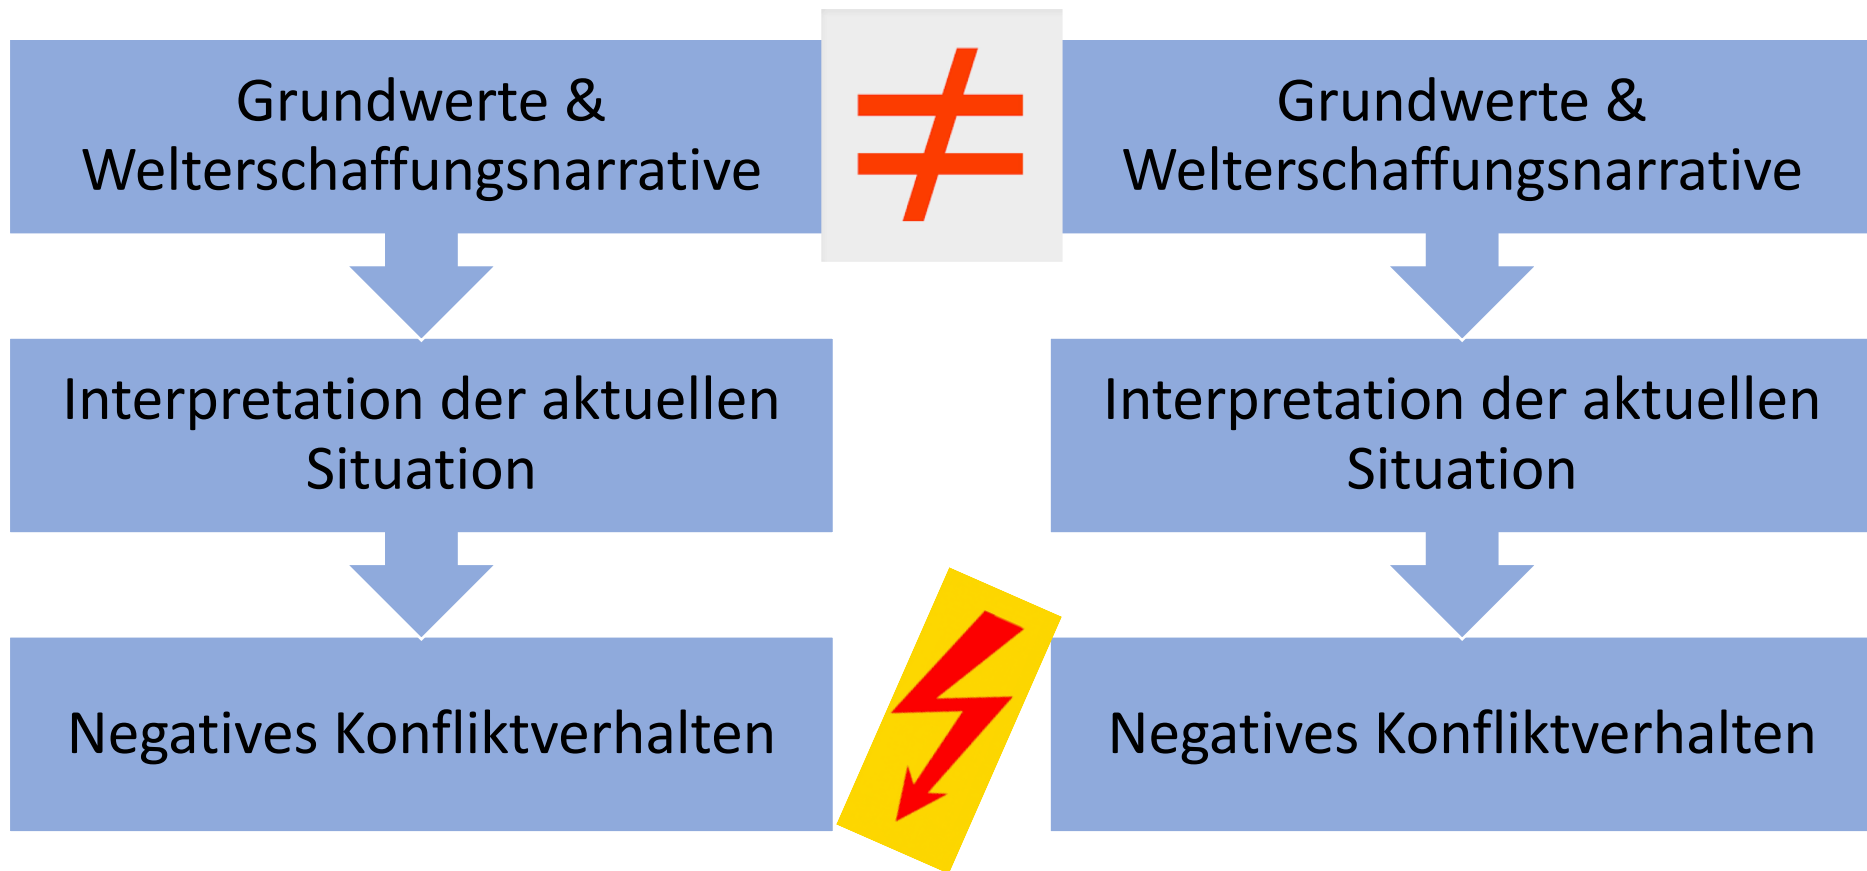 Grundwerte &
Welterschaffungsnarrative
≠
Grundwerte &
Welterschaffungsnarrative
Interpretation der aktuellen
Situation
Interpretation der aktuellen
Situation
Negatives Konfliktverhalten
Negatives Konfliktverhalten